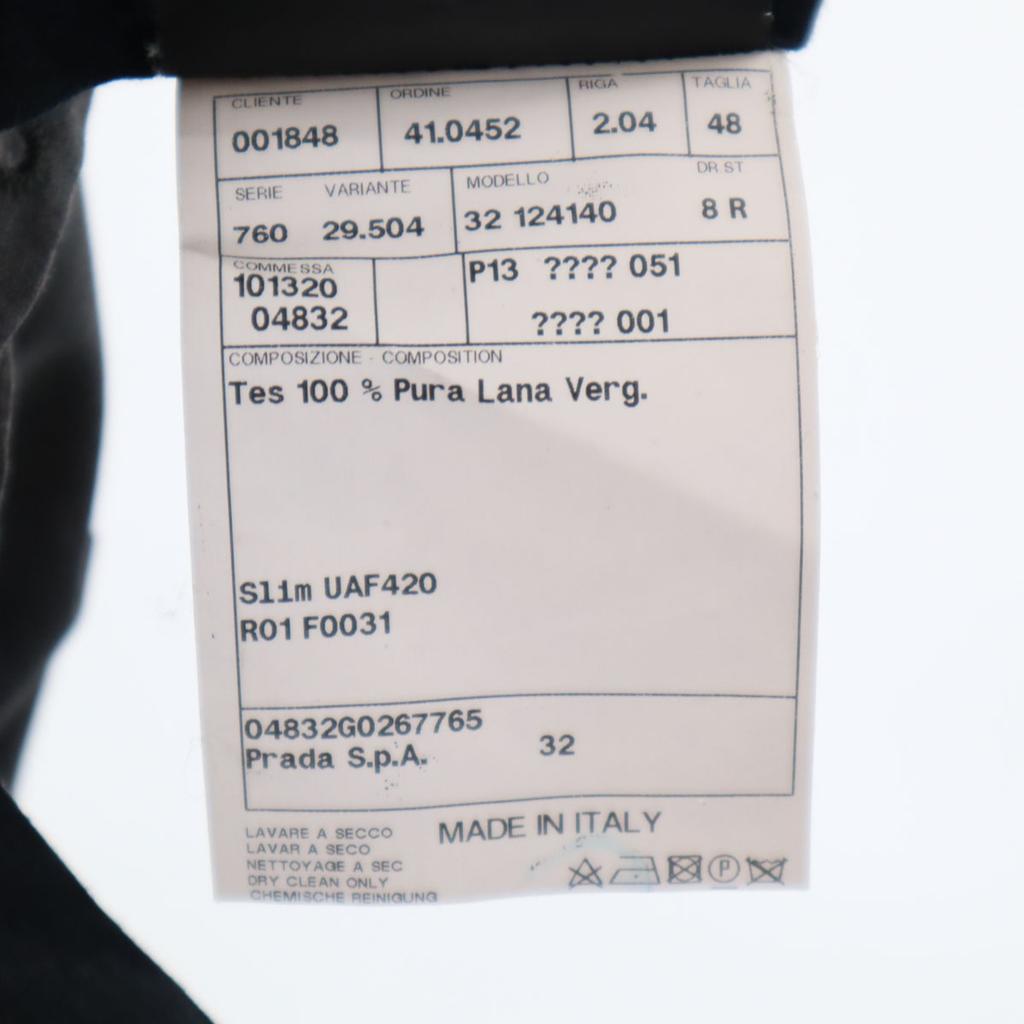 CLIENTE ORDINE RIGA TAGLIA
001848 41.0452 2.04 48
SERIE VARIANTE MODELLO DR ST
760 29.504 32 124140 8 R
COMMESSA
101320 P13 ???? 051
04832 ???? 001
COMPOSIZIONE - COMPOSITION
Tes 100 % Pura Lana Verg.
Slim UAF420
R01 F0031
04832G0267765
Prada S.p.A. 32
MADE IN ITALY
LAVARE A SECCO
LAVAR A SECO
NETTOYAGE A SEC
DRY CLEAN ONLY
CHEMISCHE REINIGUNG
P